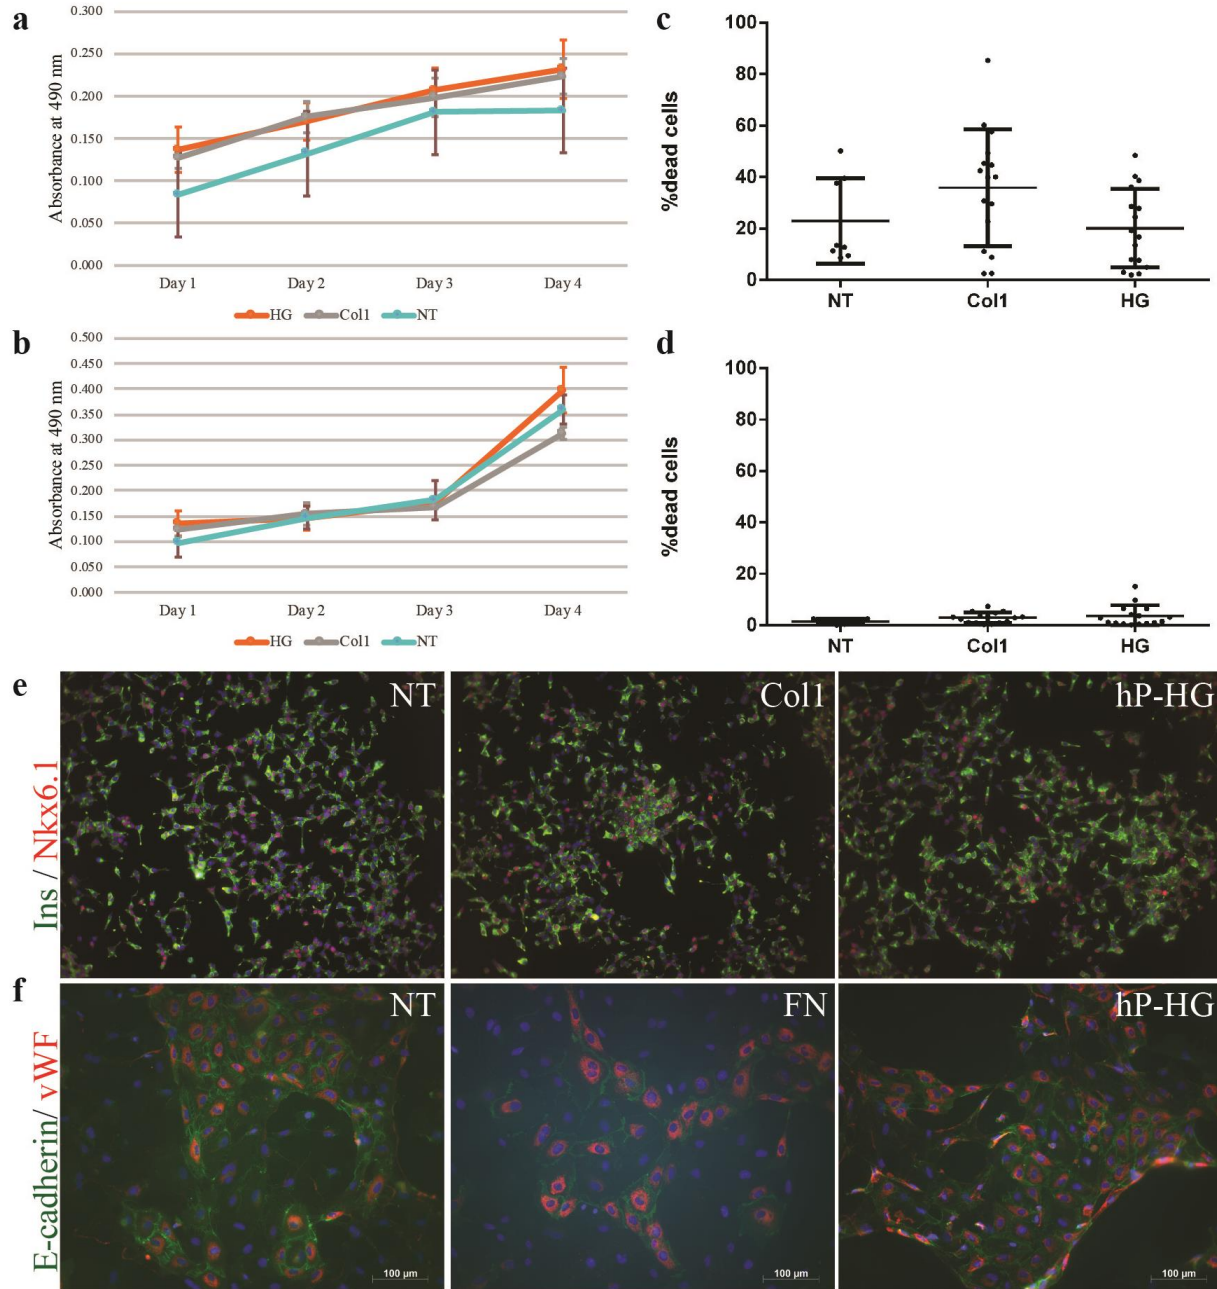 a
0.300
0.250
0.200
0.150
0.100
0.050
0.000
Absorbance at 490 nm
Day 1 Day 2 Day 3 Day 4
HG Col1 NT
b
0.500
0.450
0.400
0.350
0.300
0.250
0.200
0.150
0.100
0.050
0.000
Absorbance at 490 nm
Day 1 Day 2 Day 3 Day 4
HG Col1 NT
c
100
80
60
40
20
0
%dead cells
NT Col1 HG
d
100
80
60
40
20
0
%dead cells
NT Col1 HG
e
Ins / Nkx6.1
NT Col1 hP-HG
f
E-cadherin/ vWF
NT FN hP-HG
100 µm 100 µm 100 µm